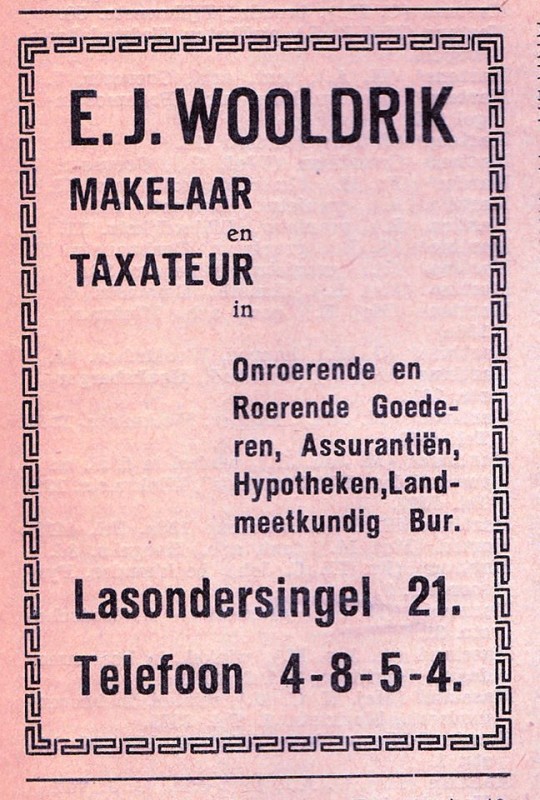 E. J. WOOLDRIK
MAKELAAR
en
TAXATEUR
in
Onroerende en
Roerende Goede-
ren, Assurantiën,
Hypotheken,Land-
meetkundig Bur.
Lasondersingel 21.
Telefoon 4-8-5-4.